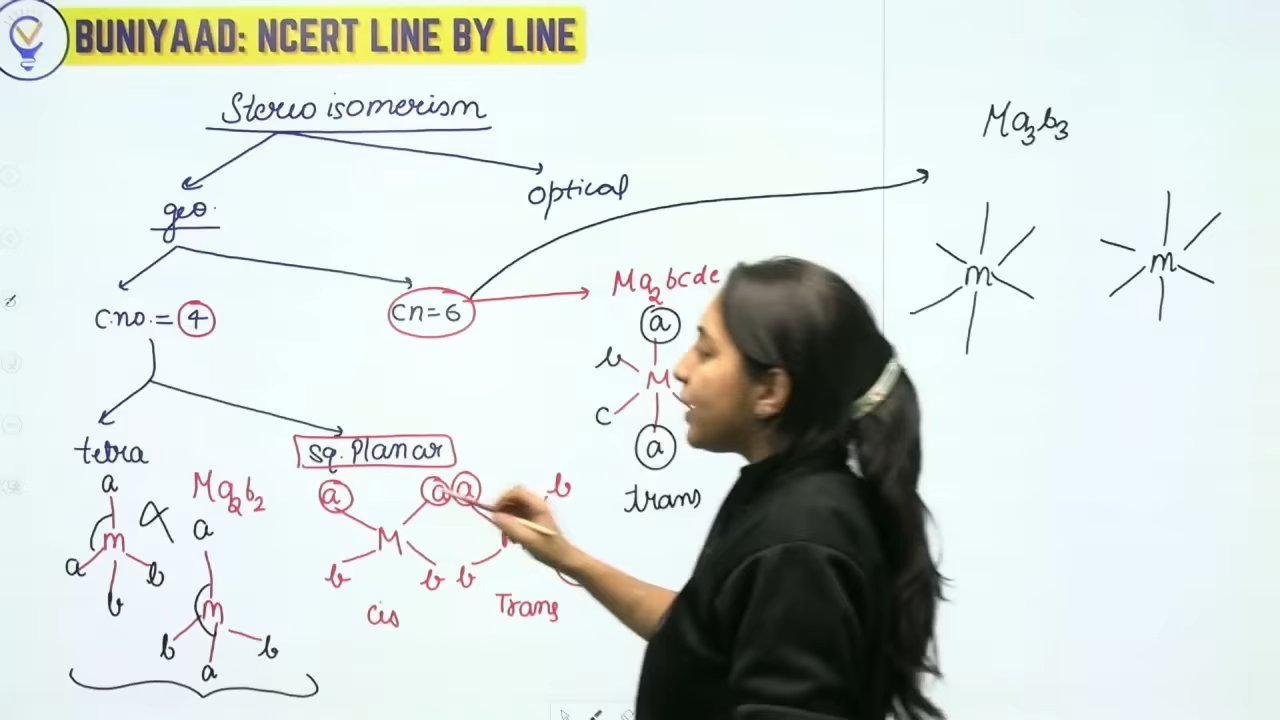 BUNIYAAD: NCERT LINE BY LINE
Stereo isomerism
geo.
optical
c.no. = 4
cn = 6
tetra
sq. Planar
Ma2b2
a
m
a
b
b
a
m
b
b
a
a
a
M
b
b
cis
a
b
b
Trans
Ma2bcde
a
b
M
c
a
trans
Ma3b3
m
m